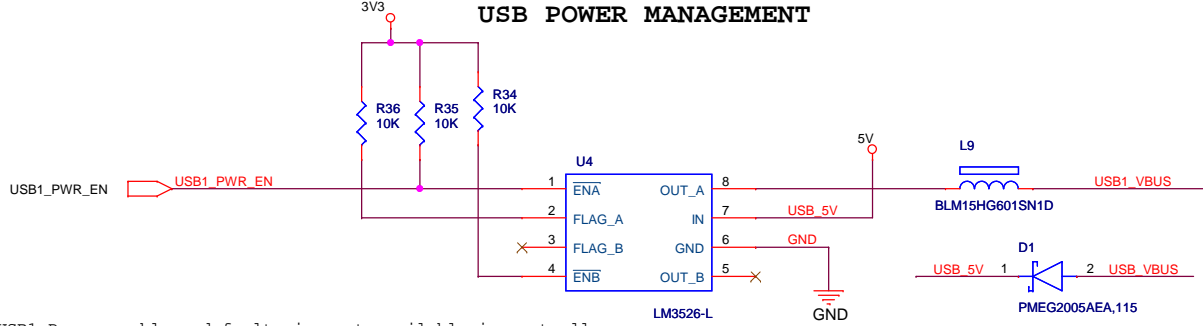 USB POWER MANAGEMENT
3V3
R36
10K
R35
10K
R34
10K
USB1_PWR_EN
USB1_PWR_EN
U4
1
ENA
2
FLAG_A
3
FLAG_B
4
ENB
OUT_A
8
IN
7
GND
6
OUT_B
5
LM3526-L
5V
USB_5V
GND
GND
L9
BLM15HG601SN1D
USB1_VBUS
D1
USB_5V
1
2
USB_VBUS
PMEG2005AEA,115